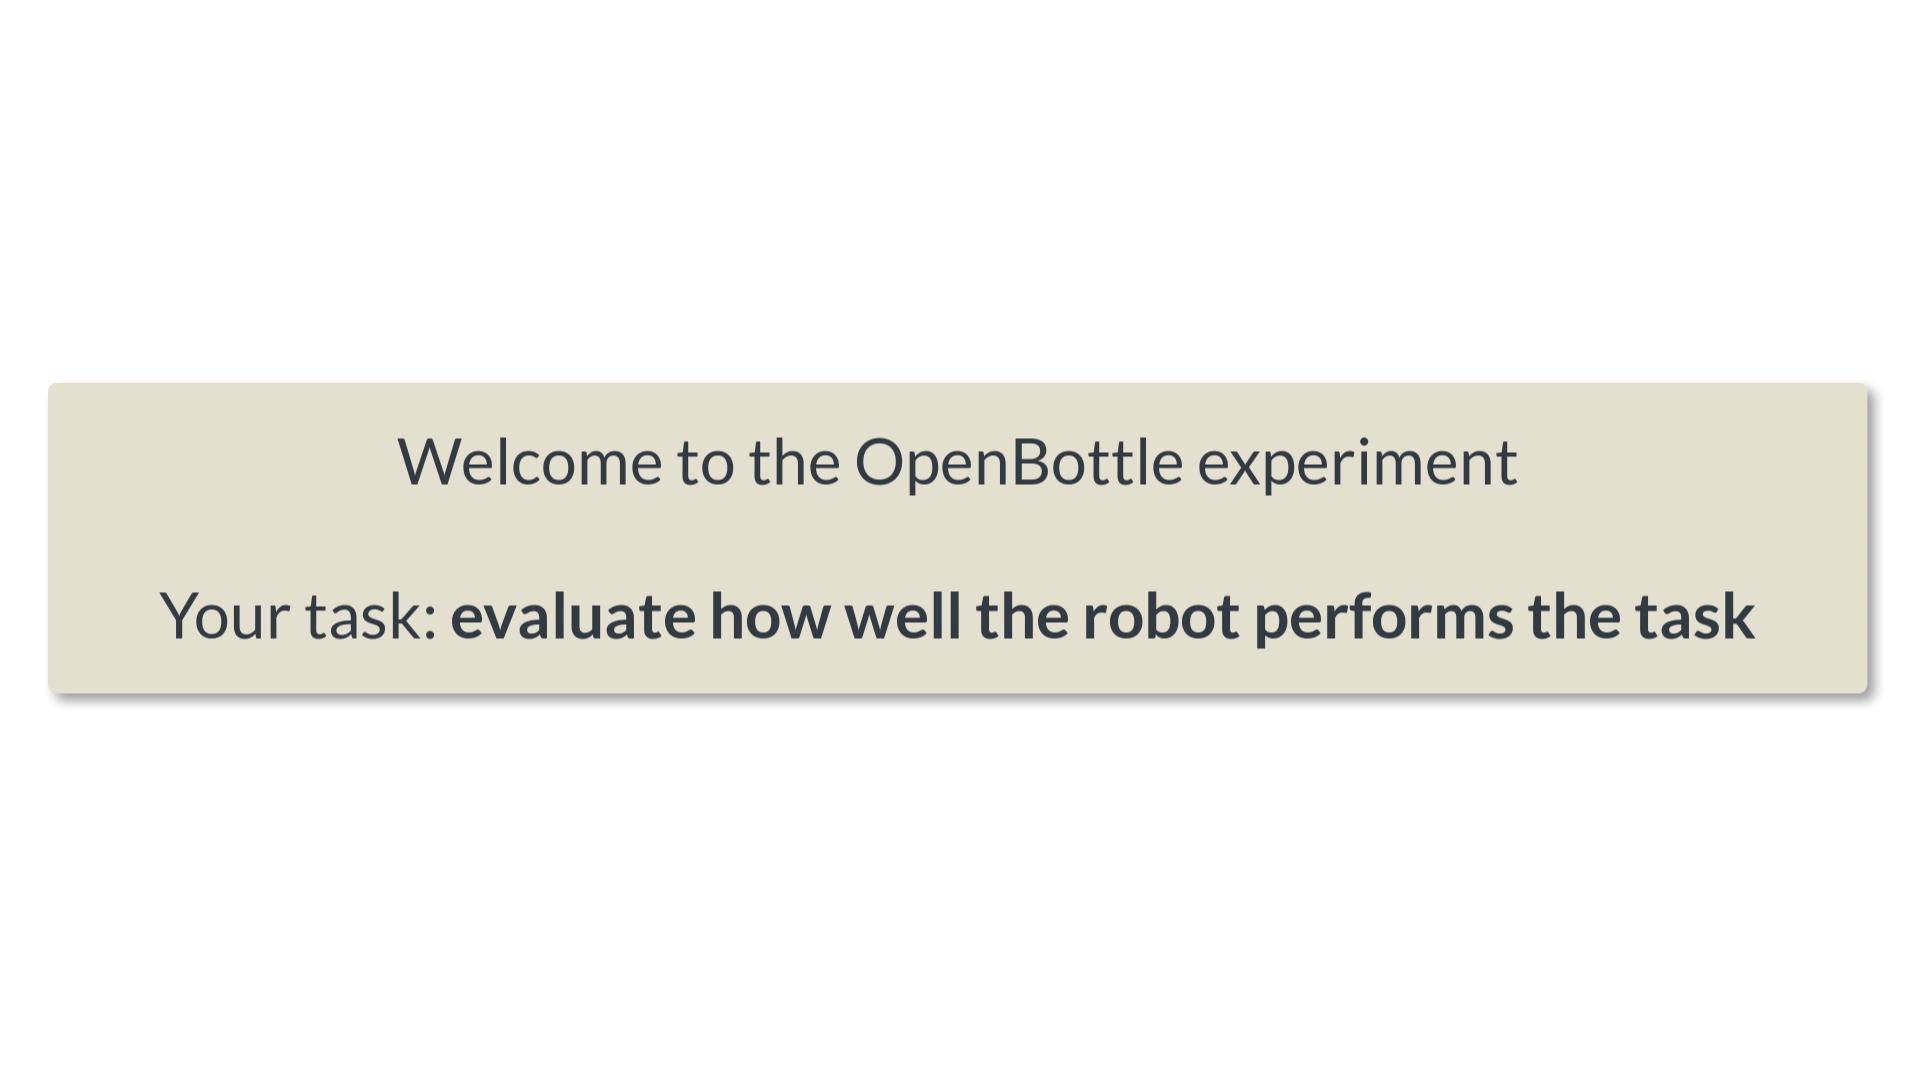 Welcome to the OpenBottle experiment
Your task: evaluate how well the robot performs the task